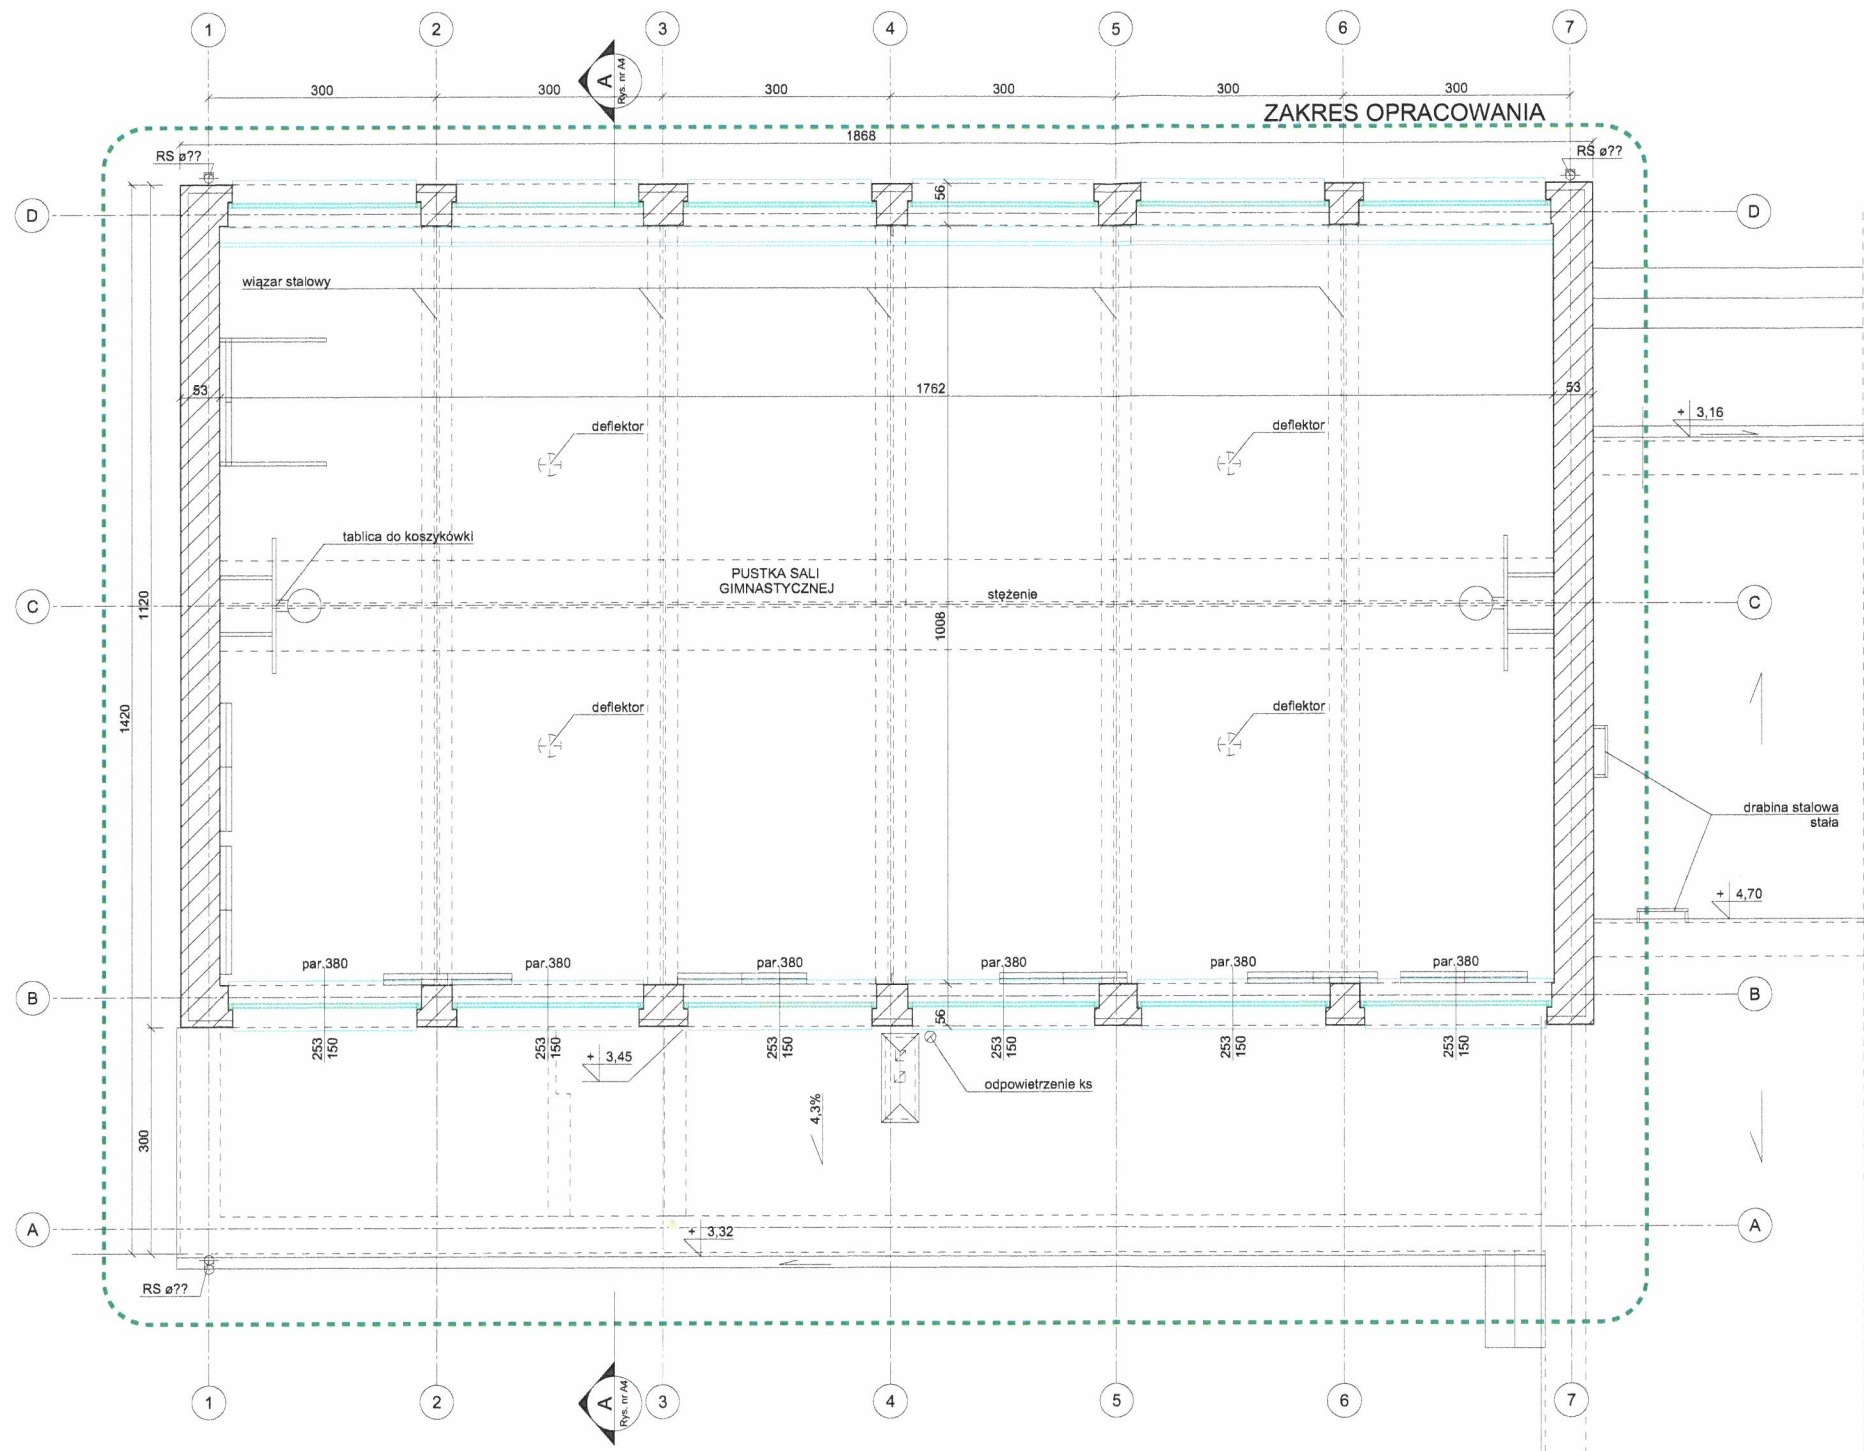 1 2 3 4 5 6 7
A
Rys. nr A4
300 300 300 300 300 300
ZAKRES OPRACOWANIA
1868
RS ø??
RS ø??
56
D
D
wiązar stalowy
53
1762
53
deflektor
deflektor
+ 3,16
tablica do koszykówki
PUSTKA SALI
GIMNASTYCZNEJ
stężenie
C
C
1120
1008
1420
deflektor
deflektor
drabina stalowa
stała
+ 4,70
par.380 par.380 par.380 par.380 par.380 par.380
B
B
56
253 150 253 150 253 150 253 150 253 150 253 150
+ 3,45
odpowietrzenie ks
4,3%
300
A
A
+ 3,32
RS ø??
A
Rys. nr A4
1 2 3 4 5 6 7